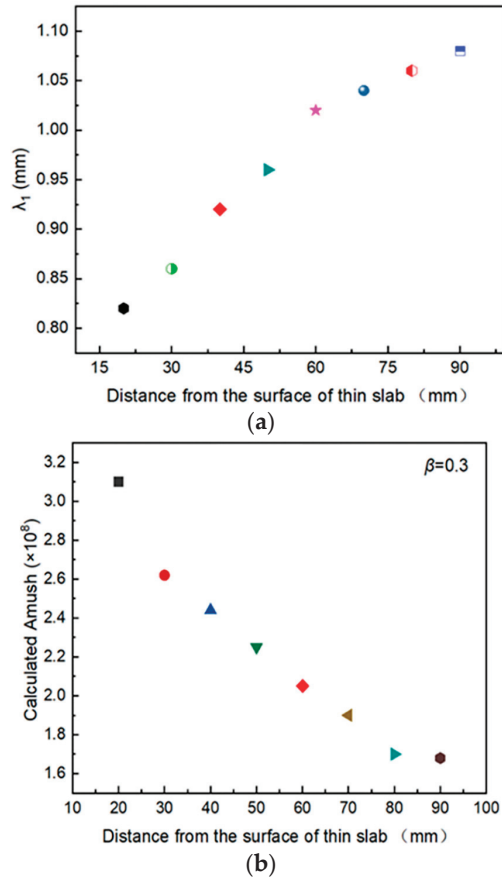 1.10
1.05
1.00
0.95
0.90
0.85
0.80
λ1 (mm)
15 30 45 60 75 90
Distance from the surface of thin slab （mm）
(a)
β=0.3
3.2
3.0
2.8
2.6
2.4
2.2
2.0
1.8
1.6
Calculated Amush (×10⁸)
10 20 30 40 50 60 70 80 90 100
Distance from the surface of thin slab （mm）
(b)